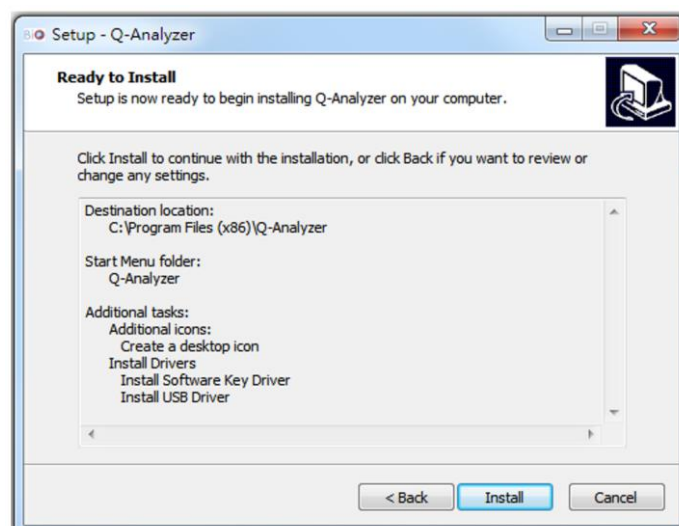 BIO Setup - Q-Analyzer
Ready to Install
Setup is now ready to begin installing Q-Analyzer on your computer.
Click Install to continue with the installation, or click Back if you want to review or
change any settings.
Destination location:
C:\Program Files (x86)\Q-Analyzer
Start Menu folder:
Q-Analyzer
Additional tasks:
Additional icons:
Create a desktop icon
Install Drivers
Install Software Key Driver
Install USB Driver
< Back
Install
Cancel